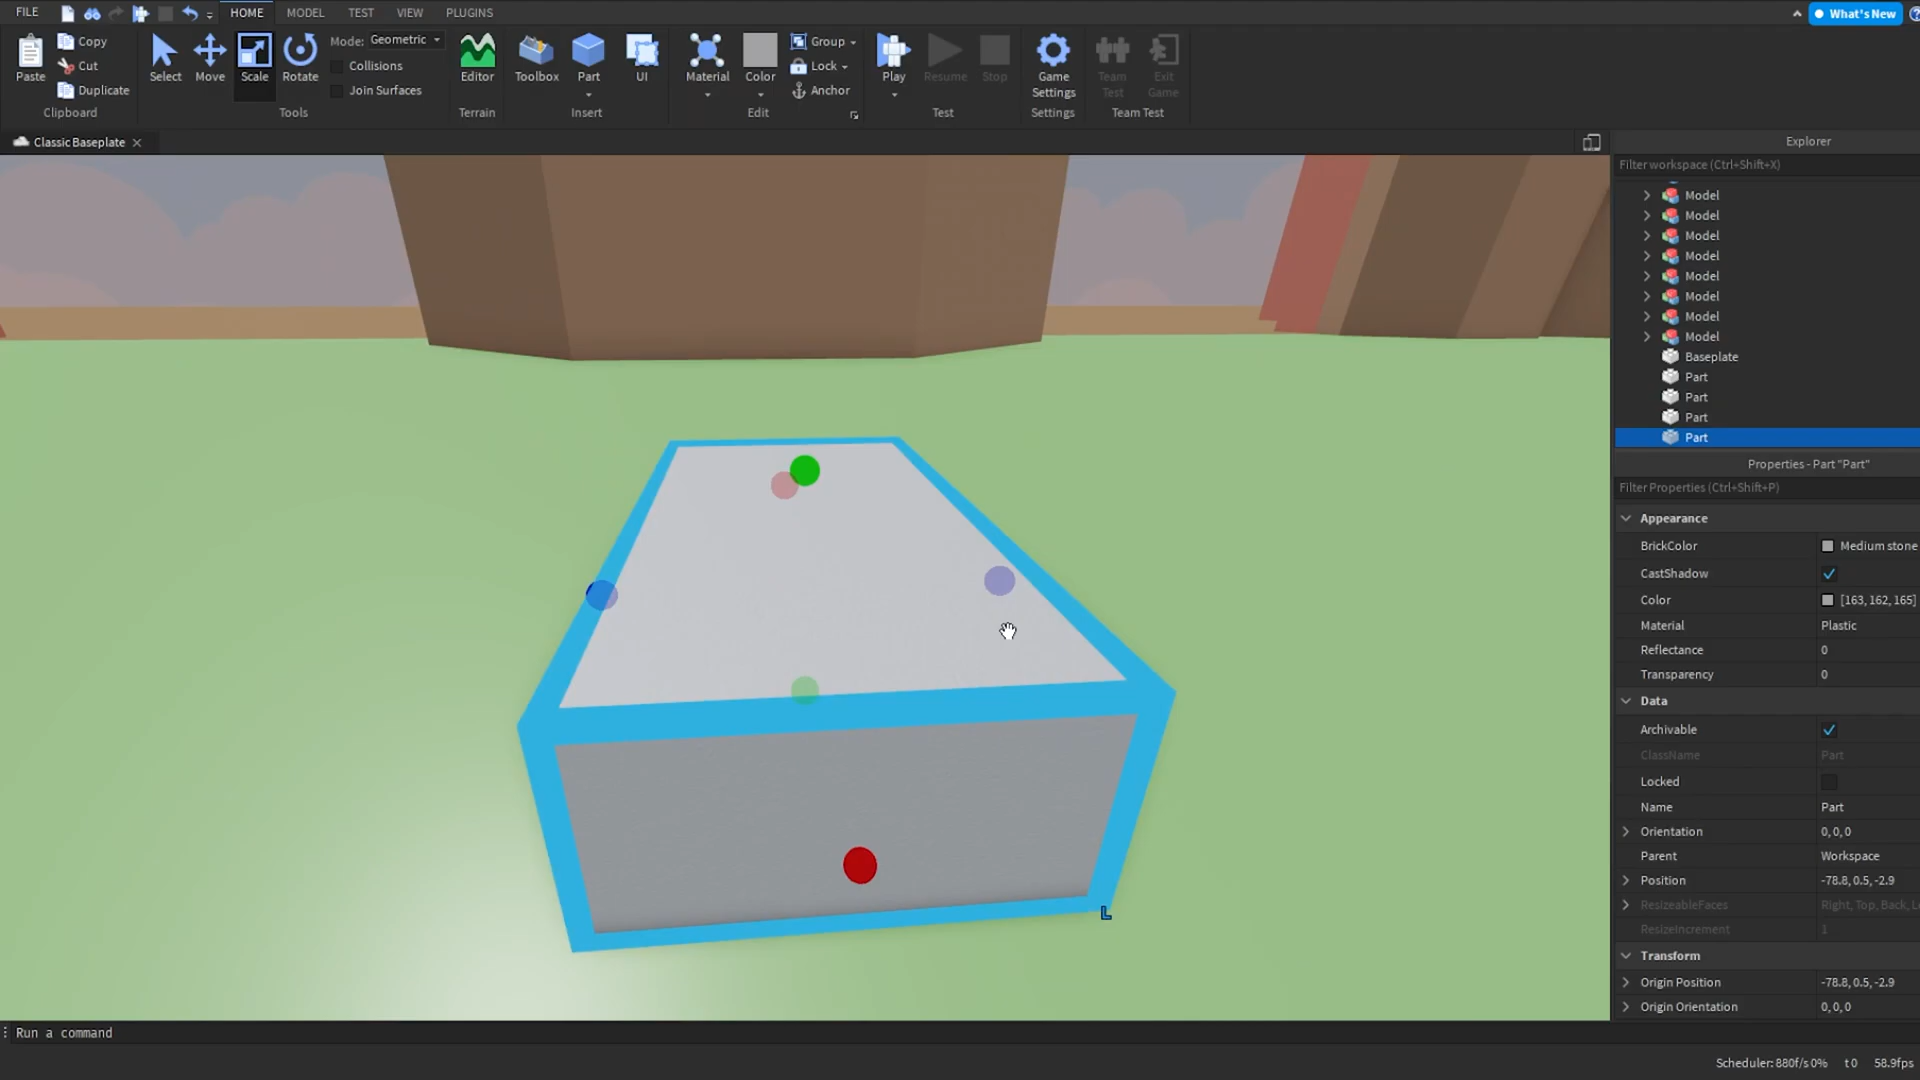 FILE HOME MODEL TEST VIEW PLUGINS What's New
Paste Copy Cut Duplicate Clipboard
Select Move Scale Rotate Mode: Geometric Collisions Join Surfaces Tools
Editor Terrain
Toolbox Part UI Insert
Material Color Group Lock Anchor Edit
Play Resume Stop Test
Game Settings Settings
Team Test Exit Game Team Test
Classic Baseplate
Explorer
Filter workspace (Ctrl+Shift+X)
Model
Model
Model
Model
Model
Model
Model
Model
Baseplate
Part
Part
Part
Part
Properties - Part "Part"
Filter Properties (Ctrl+Shift+P)
Appearance
BrickColor Medium stone
CastShadow
Color [163, 162, 165]
Material Plastic
Reflectance 0
Transparency 0
Data
Archivable
ClassName Part
Locked
Name Part
Orientation 0, 0, 0
Parent Workspace
Position -78.8, 0.5, -2.9
ResizeableFaces Right, Top, Back, L
ResizeIncrement 1
Transform
Origin Position -78.8, 0.5, -2.9
Origin Orientation 0, 0, 0
L
Run a command
Scheduler: 880f/s 0% t 0 58.9fps